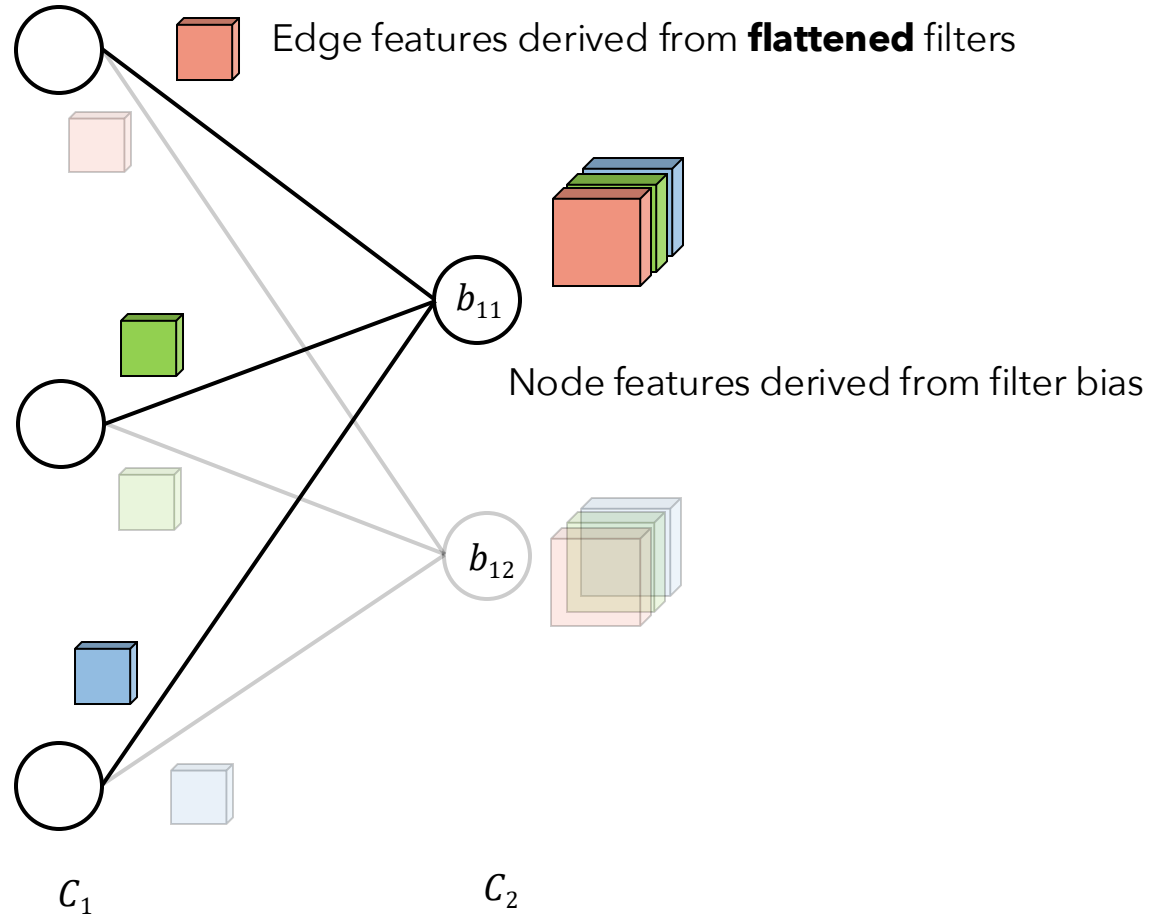 Edge features derived from flattened filters
b₁₁
Node features derived from filter bias
b₁₂
C₁
C₂